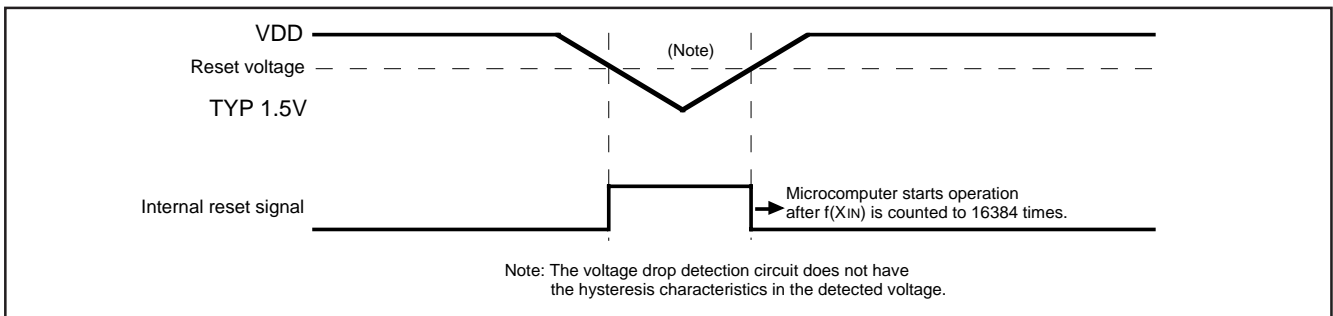 VDD
(Note)
Reset voltage
TYP 1.5V
Internal reset signal
Microcomputer starts operation
after f(XIN) is counted to 16384 times.
Note: The voltage drop detection circuit does not have
the hysteresis characteristics in the detected voltage.